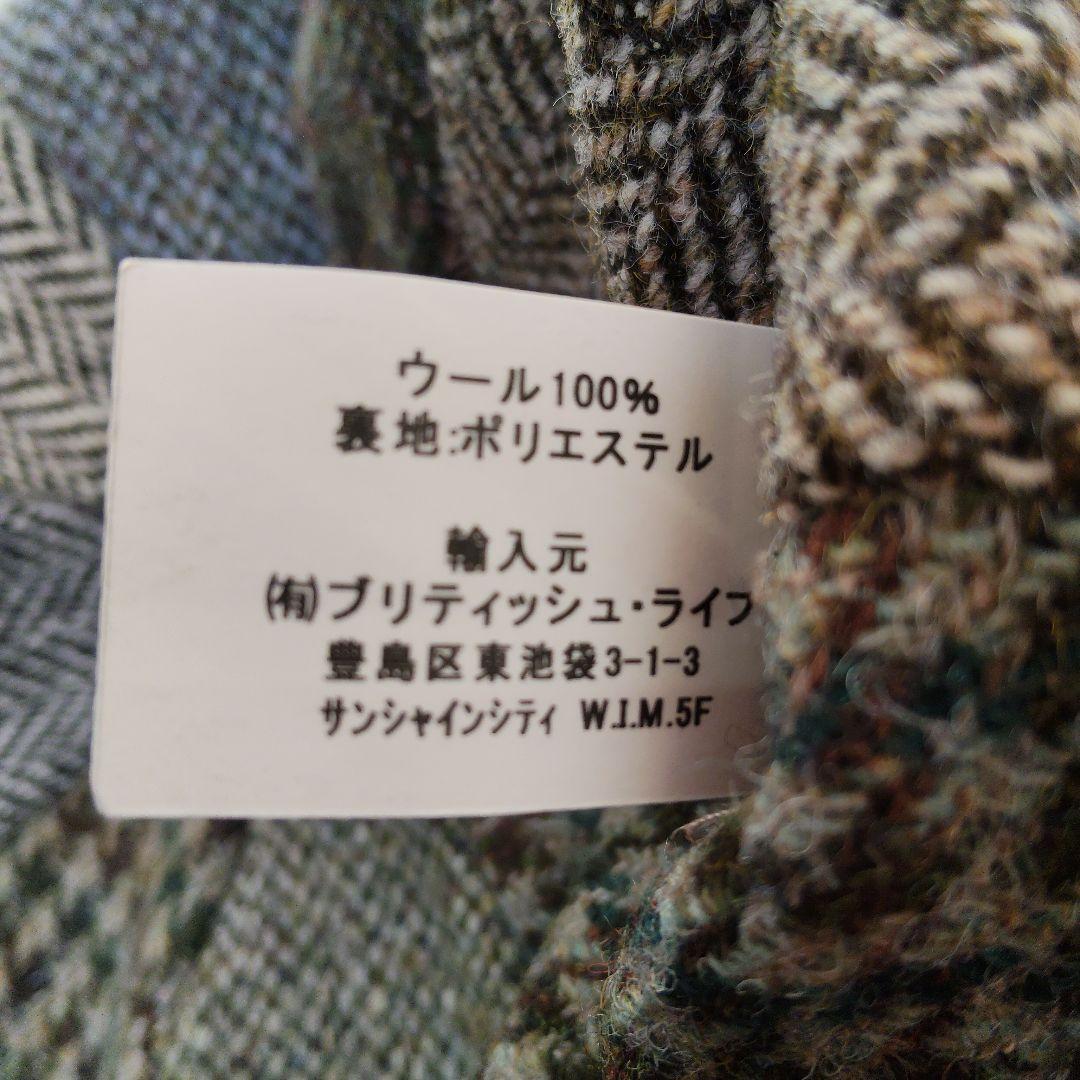 ウール100%
裏地:ポリエステル
輸入元
㈲ブリティッシュ・ライフ
豊島区東池袋3-1-3
サンシャインシティ W.I.M.5F